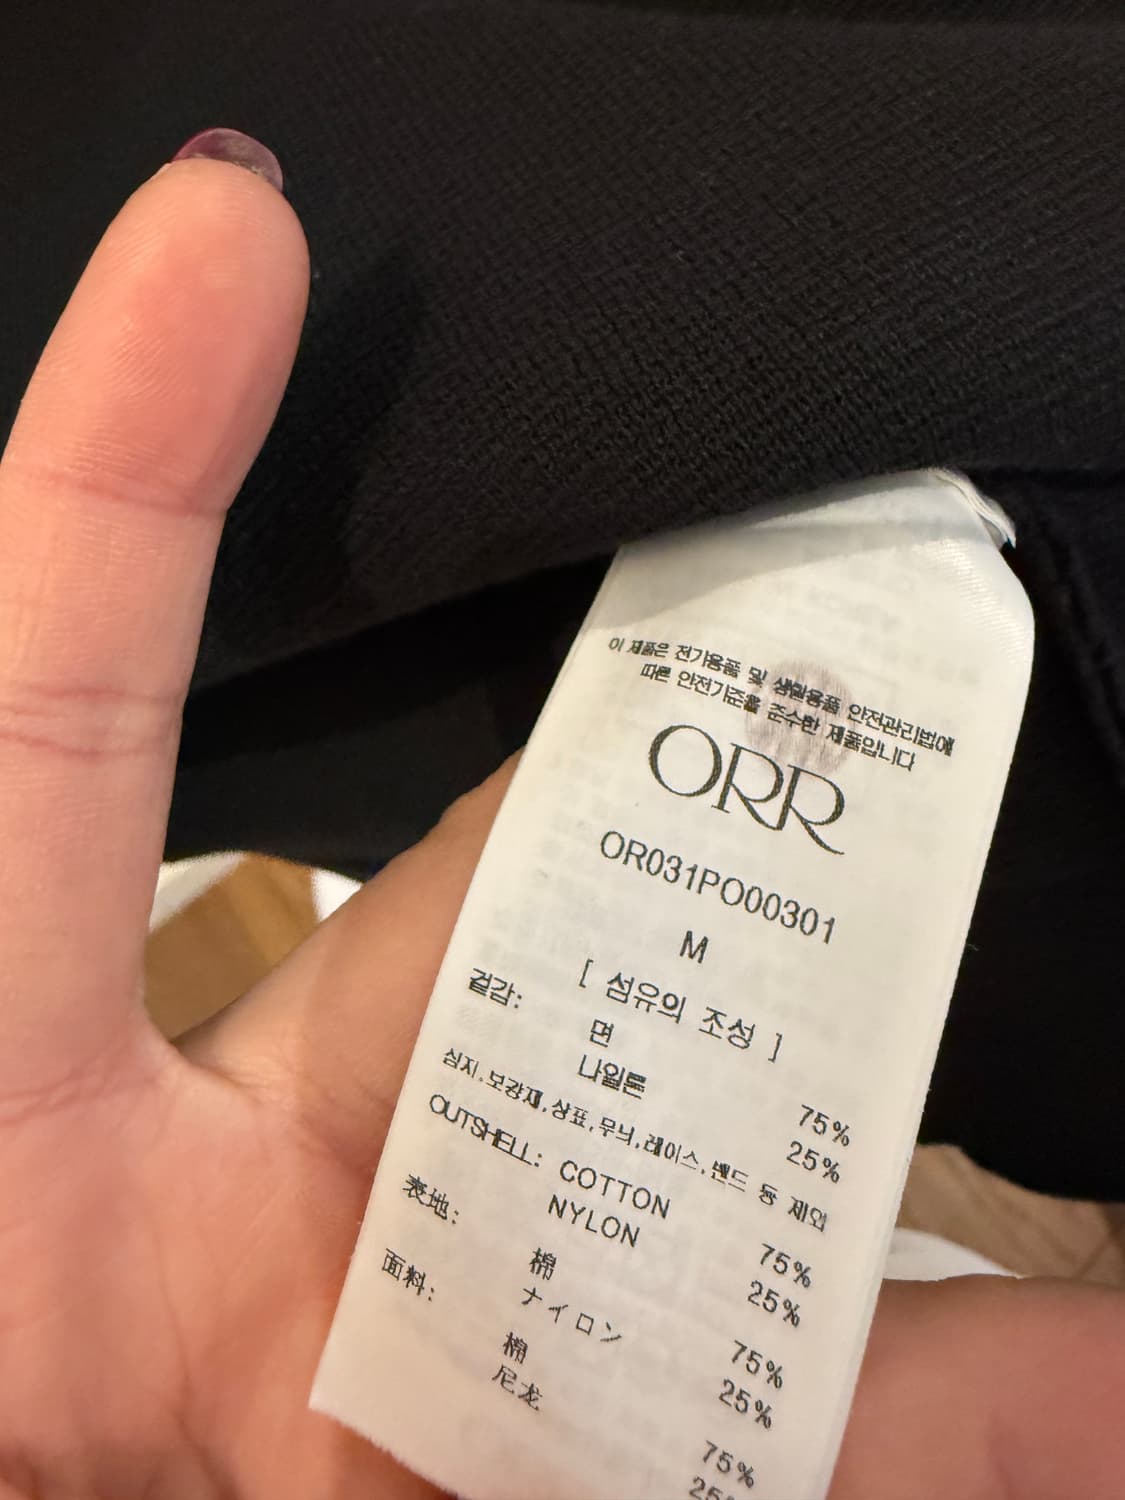 이 제품은 전기용품 및 생활용품 안전관리법에
따른 안전기준을 준수한 제품입니다
ORR
OR031PO00301
M
[ 섬유의 조성 ]
겉감:
면 75%
나일론 25%
심지,보강재,상표,무늬,레이스,밴드 등 제외
OUTSHELL: COTTON 75%
NYLON 25%
表地:
棉 75%
ナイロン 25%
面料:
棉 75%
尼龙 25%